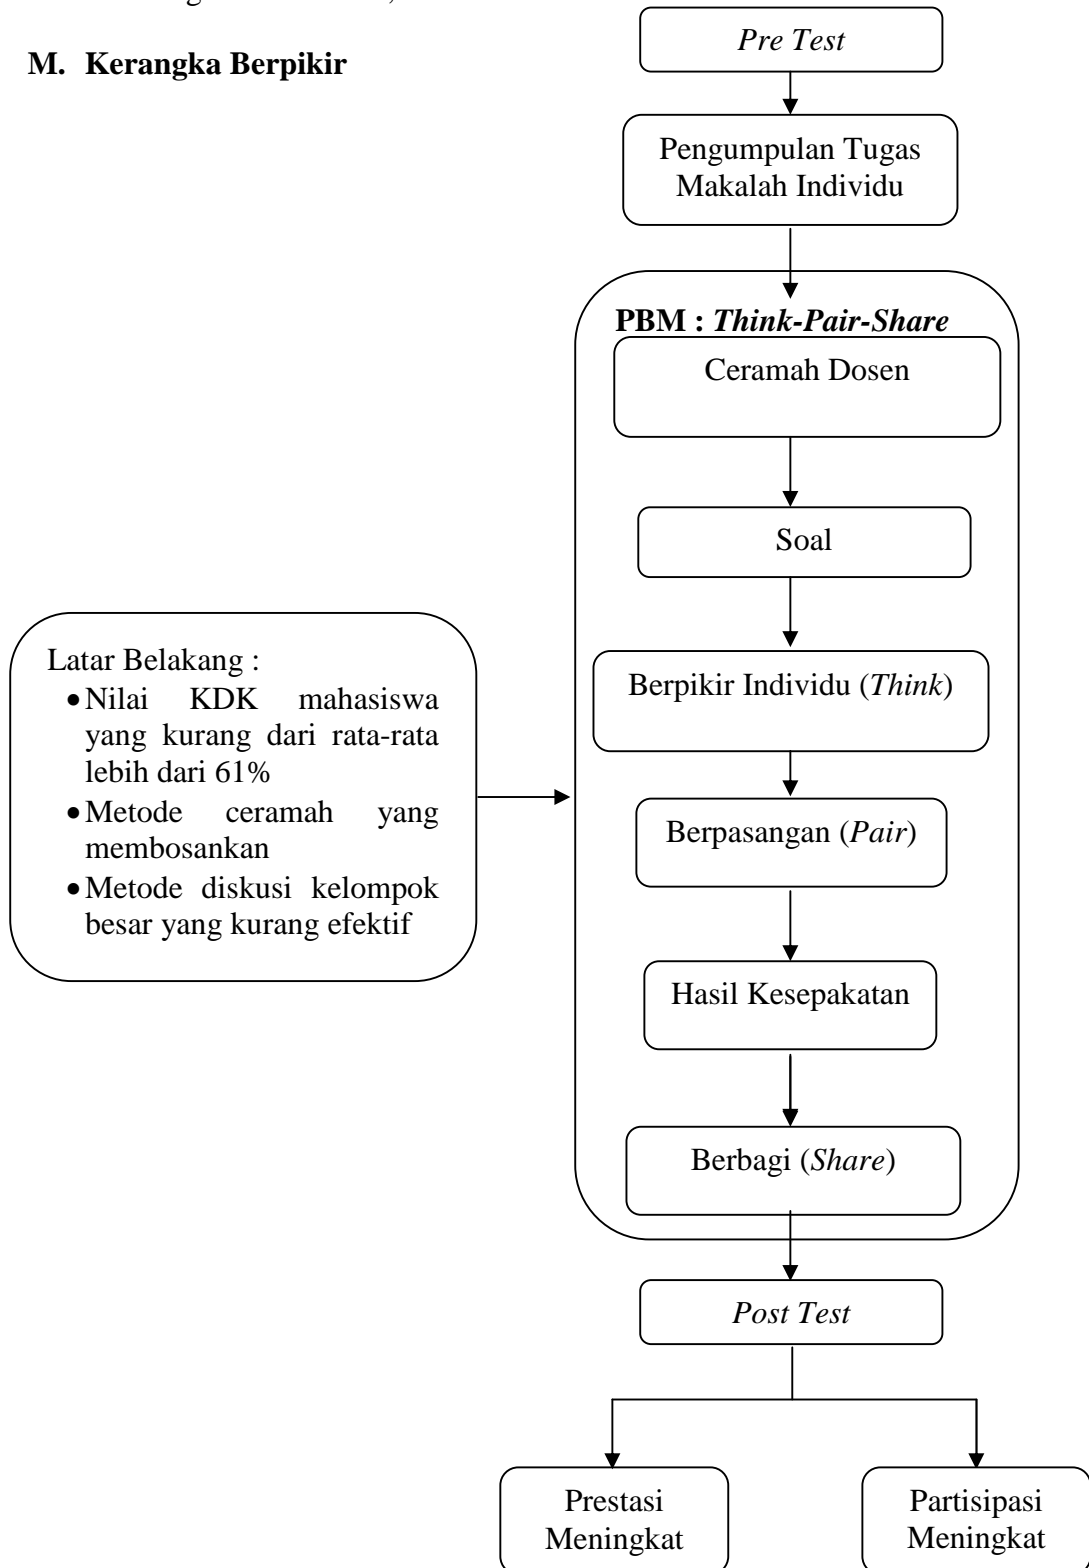 M. Kerangka Berpikir
Pre Test
Pengumpulan Tugas
Makalah Individu
PBM : Think-Pair-Share
Ceramah Dosen
Soal
Berpikir Individu (Think)
Berpasangan (Pair)
Hasil Kesepakatan
Berbagi (Share)
Latar Belakang :
•Nilai KDK mahasiswa
yang kurang dari rata-rata
lebih dari 61%
•Metode ceramah yang
membosankan
•Metode diskusi kelompok
besar yang kurang efektif
Post Test
Prestasi
Meningkat
Partisipasi
Meningkat